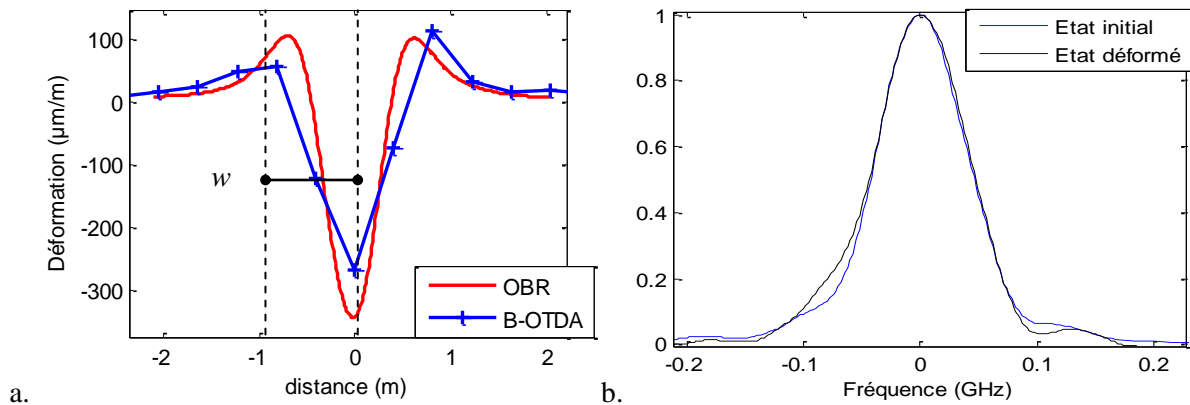 100
0
-100
-200
-300
Déformation (µm/m)
w
OBR
B-OTDA
-2
-1
0
1
2
distance (m)
a.
1
0.8
0.6
0.4
0.2
0
Etat initial
Etat déformé
-0.2
-0.1
0
0.1
0.2
Fréquence (GHz)
b.